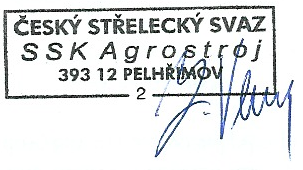 ČESKÝ STŘELECKÝ SVAZ
SSK Agrostroj
393 12 PELHŘIMOV
2